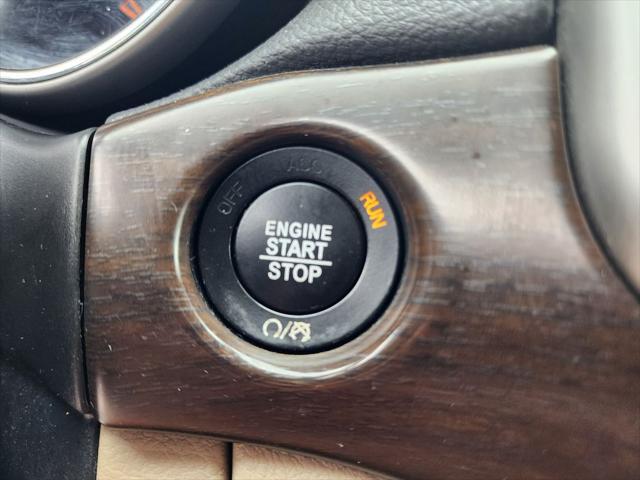 ACC
OFF
RUN
ENGINE
START
STOP